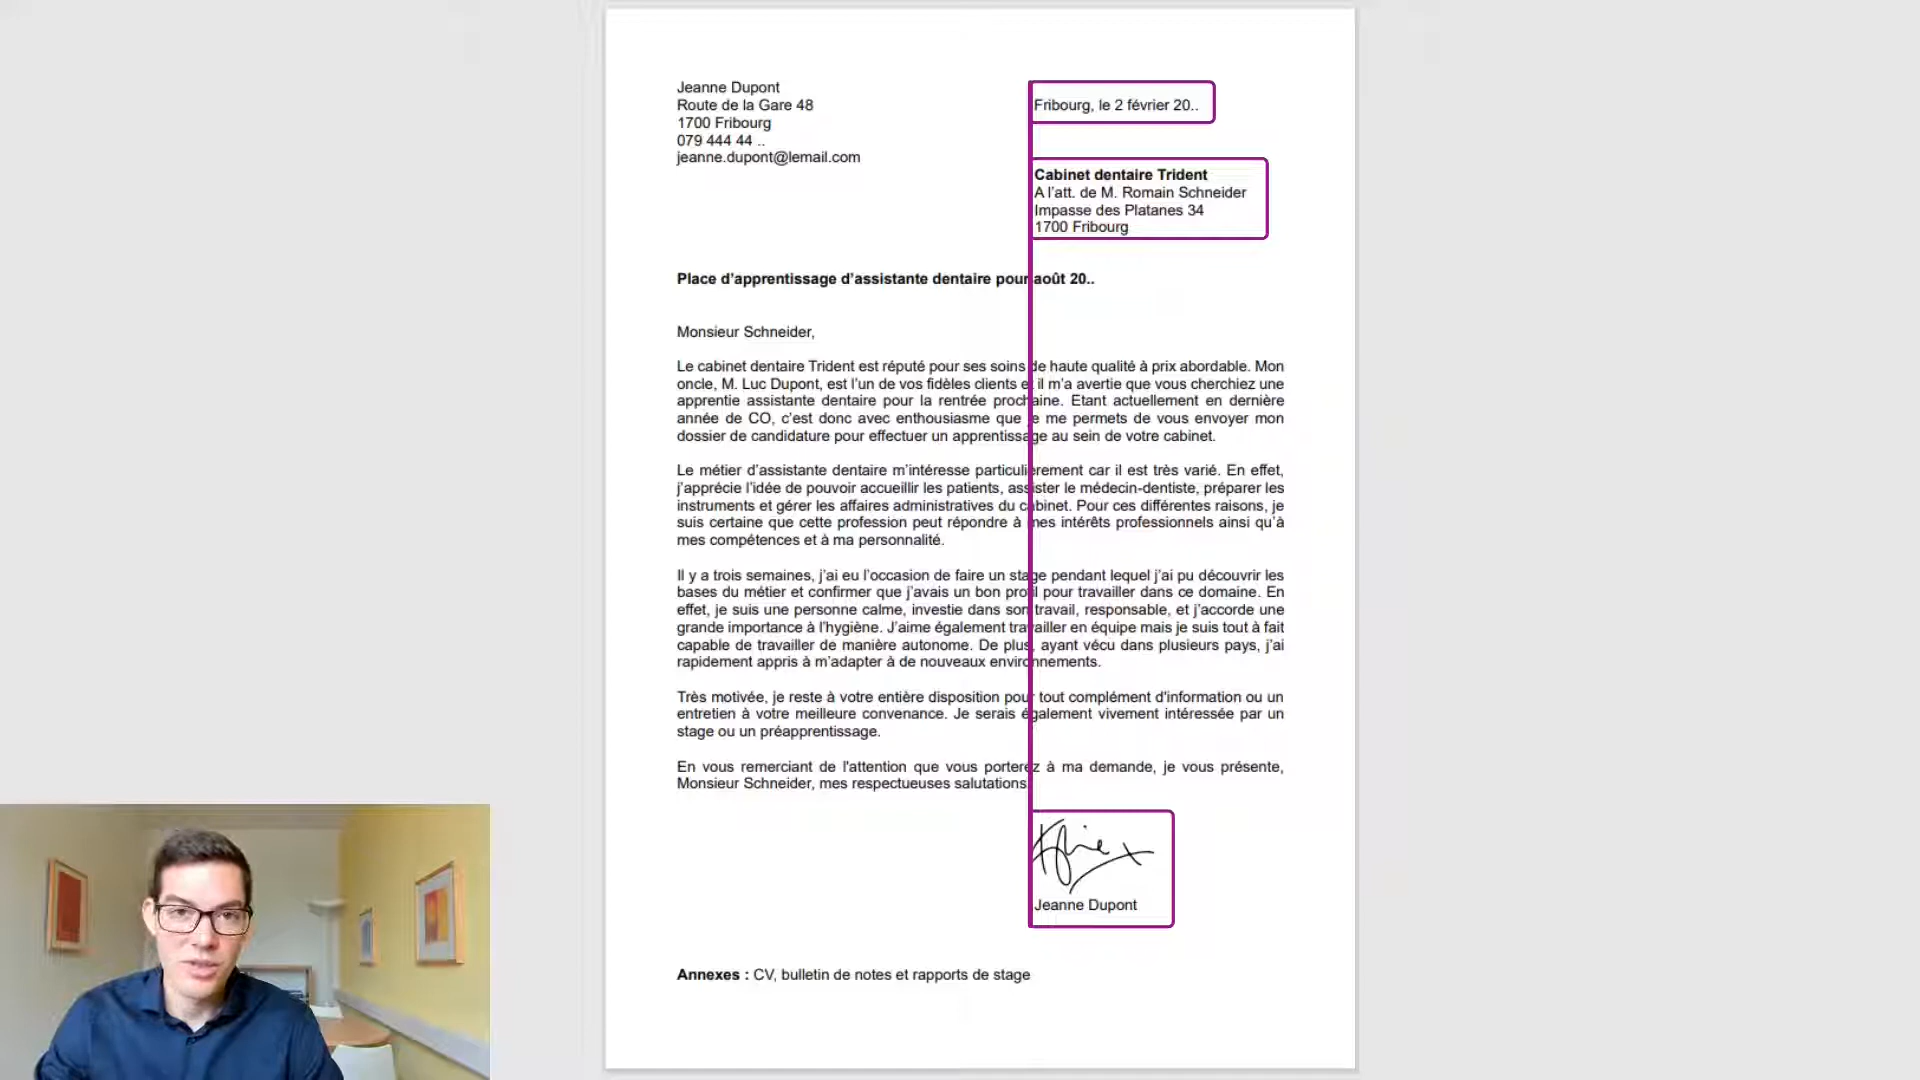 Jeanne Dupont
Route de la Gare 48
1700 Fribourg
079 444 44 ..
jeanne.dupont@lemail.com
Fribourg, le 2 février 20..
Cabinet dentaire Trident
A l'att. de M. Romain Schneider
Impasse des Platanes 34
1700 Fribourg
Place d'apprentissage d'assistante dentaire pour août 20..
Monsieur Schneider,
Le cabinet dentaire Trident est réputé pour ses soins de haute qualité à prix abordable. Mon
oncle, M. Luc Dupont, est l'un de vos fidèles clients et il m'a avertie que vous cherchiez une
apprentie assistante dentaire pour la rentrée prochaine. Etant actuellement en dernière
année de CO, c'est donc avec enthousiasme que je me permets de vous envoyer mon
dossier de candidature pour effectuer un apprentissage au sein de votre cabinet.
Le métier d'assistante dentaire m'intéresse particulièrement car il est très varié. En effet,
j'apprécie l'idée de pouvoir accueillir les patients, assister le médecin-dentiste, préparer les
instruments et gérer les affaires administratives du cabinet. Pour ces différentes raisons, je
suis certaine que cette profession peut répondre à mes intérêts professionnels ainsi qu'à
mes compétences et à ma personnalité.
Il y a trois semaines, j'ai eu l'occasion de faire un stage pendant lequel j'ai pu découvrir les
bases du métier et confirmer que j'avais un bon profil pour travailler dans ce domaine. En
effet, je suis une personne calme, investie dans son travail, responsable, et j'accorde une
grande importance à l'hygiène. J'aime également travailler en équipe mais je suis tout à fait
capable de travailler de manière autonome. De plus, ayant vécu dans plusieurs pays, j'ai
rapidement appris à m'adapter à de nouveaux environnements.
Très motivée, je reste à votre entière disposition pour tout complément d'information ou un
entretien à votre meilleure convenance. Je serais également vivement intéressée par un
stage ou un préapprentissage.
En vous remerciant de l'attention que vous porterez à ma demande, je vous présente,
Monsieur Schneider, mes respectueuses salutations.
Jeanne Dupont
Annexes : CV, bulletin de notes et rapports de stage